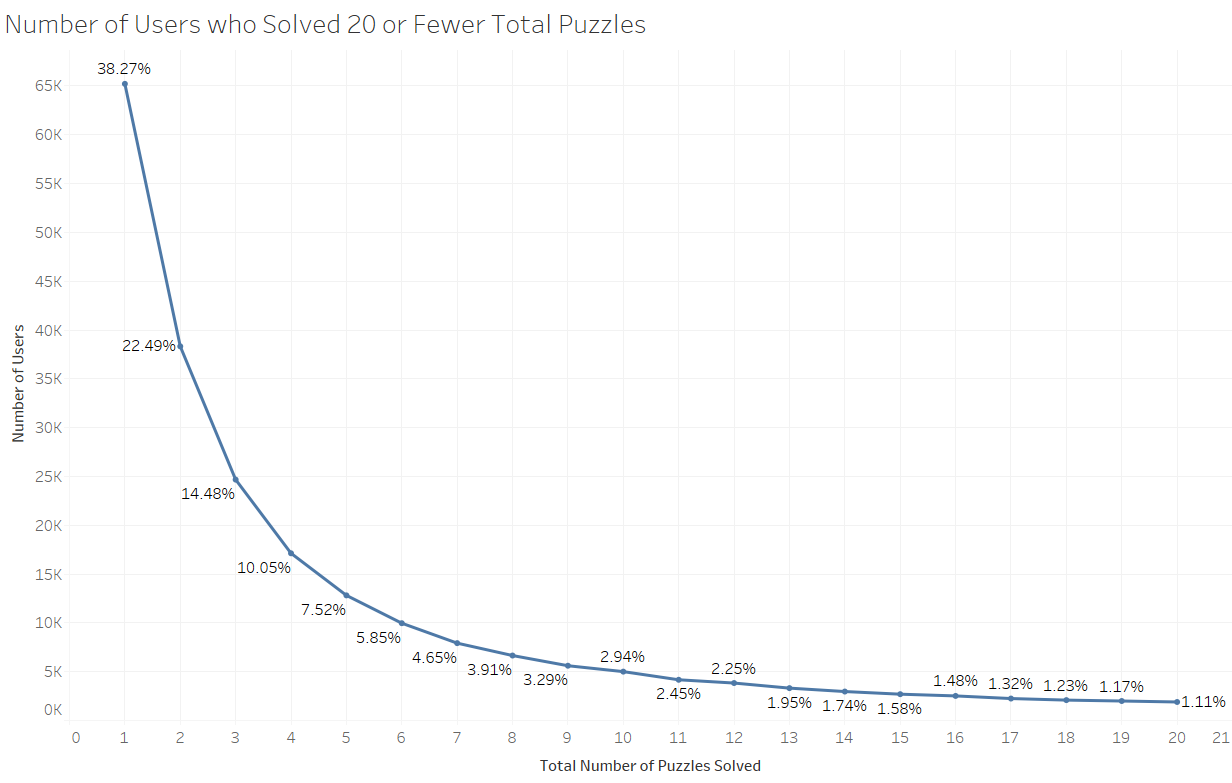 Number of Users who Solved 20 or Fewer Total Puzzles
38.27%
65K
60K
55K
50K
45K
40K
22.49%
35K
30K
25K
14.48%
20K
15K
10.05%
7.52%
10K
5.85%
4.65%
5K
3.91%
3.29%
2.94%
2.45%
2.25%
1.95%
1.74%
1.58%
1.48%
1.32%
1.23%
1.17%
1.11%
0K
Number of Users
0 1 2 3 4 5 6 7 8 9 10 11 12 13 14 15 16 17 18 19 20 21
Total Number of Puzzles Solved